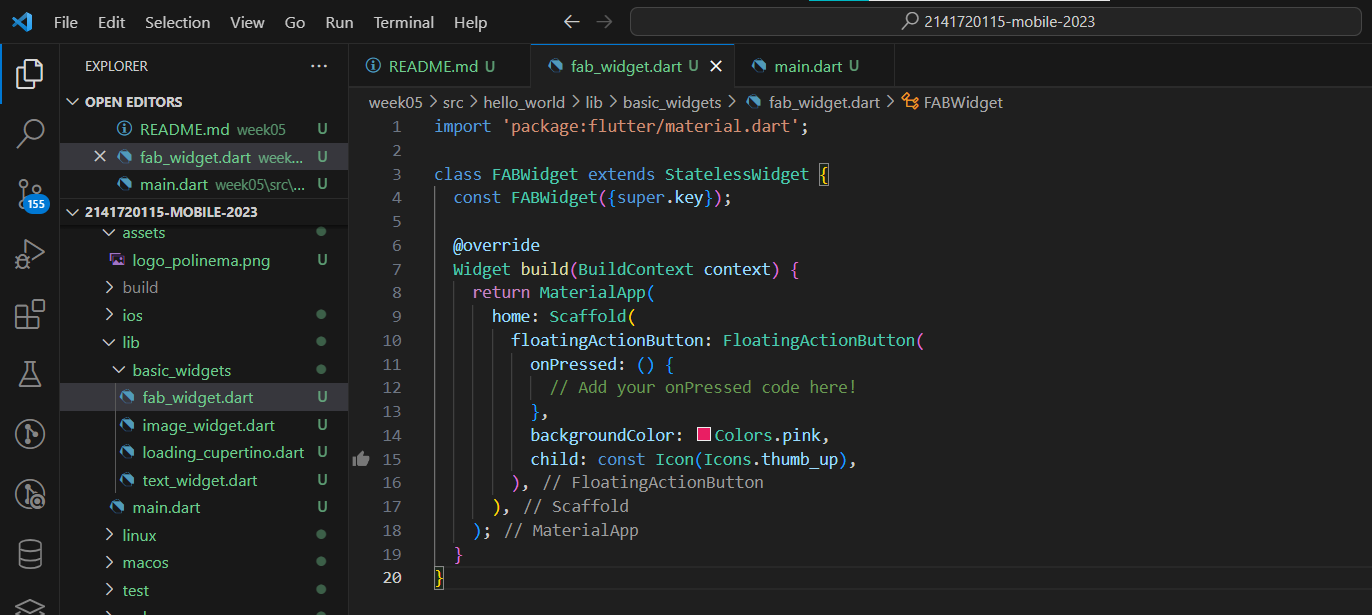 File Edit Selection View Go Run Terminal Help
2141720115-mobile-2023
EXPLORER
OPEN EDITORS
README.md week05 U
fab_widget.dart week... U
main.dart week05\src\... U
2141720115-MOBILE-2023
assets
logo_polinema.png U
build
ios
lib
basic_widgets
fab_widget.dart U
image_widget.dart U
loading_cupertino.dart U
text_widget.dart U
main.dart U
linux
macos
test
155
README.md U fab_widget.dart U main.dart U
week05 > src > hello_world > lib > basic_widgets > fab_widget.dart > FABWidget
1 import 'package:flutter/material.dart';
2
3 class FABWidget extends StatelessWidget {
4 const FABWidget({super.key});
5
6 @override
7 Widget build(BuildContext context) {
8 return MaterialApp(
9 home: Scaffold(
10 floatingActionButton: FloatingActionButton(
11 onPressed: () {
12 // Add your onPressed code here!
13 },
14 backgroundColor: Colors.pink,
15 child: const Icon(Icons.thumb_up),
16 ), // FloatingActionButton
17 ), // Scaffold
18 ); // MaterialApp
19 }
20 }